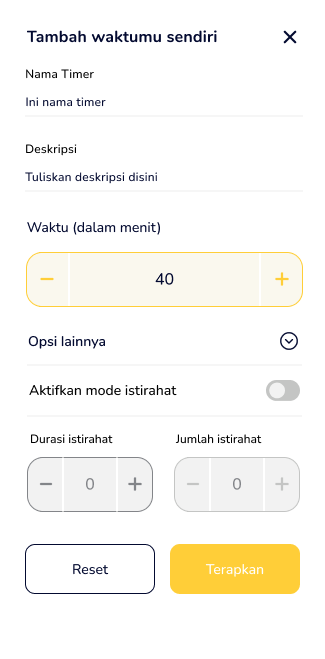 Tambah waktumu sendiri
Nama Timer
Ini nama timer
Deskripsi
Tuliskan deskripsi disini
Waktu (dalam menit)
− 40 +
Opsi lainnya
Aktifkan mode istirahat
Durasi istirahat Jumlah istirahat
− 0 + − 0 +
Reset Terapkan